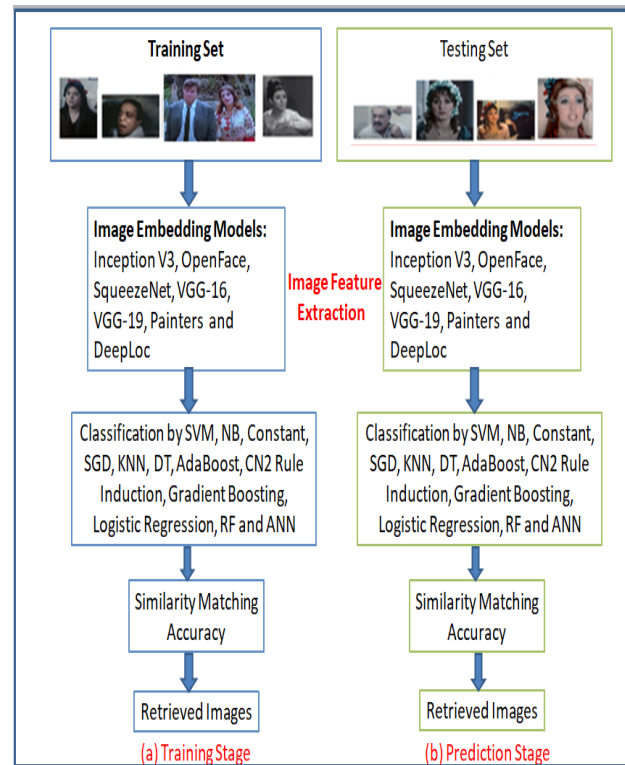 Training Set
Image Embedding Models:
Inception V3, OpenFace,
SqueezeNet, VGG-16,
VGG-19, Painters and
DeepLoc
Classification by SVM, NB, Constant,
SGD, KNN, DT, AdaBoost, CN2 Rule
Induction, Gradient Boosting,
Logistic Regression, RF and ANN
Similarity Matching
Accuracy
Retrieved Images
(a) Training Stage
Image Feature
Extraction
Testing Set
Image Embedding Models:
Inception V3, OpenFace,
SqueezeNet, VGG-16,
VGG-19, Painters and
DeepLoc
Classification by SVM, NB, Constant,
SGD, KNN, DT, AdaBoost, CN2 Rule
Induction, Gradient Boosting,
Logistic Regression, RF and ANN
Similarity Matching
Accuracy
Retrieved Images
(b) Prediction Stage